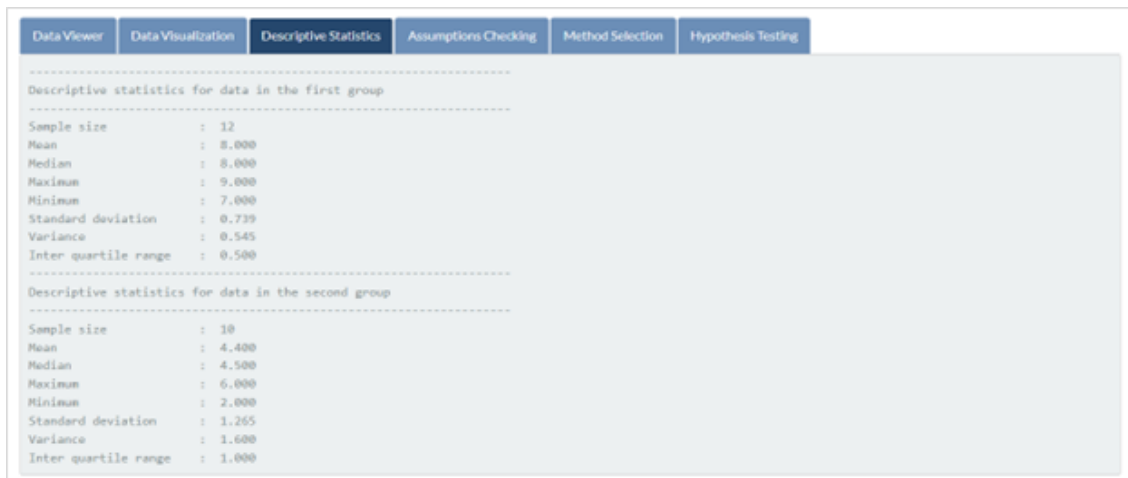 Data Viewer Data Visualization Descriptive Statistics Assumptions Checking Method Selection Hypothesis Testing
--------------------------------------------------------------------
Descriptive statistics for data in the first group
--------------------------------------------------------------------
Sample size : 12
Mean : 8.000
Median : 8.000
Maximum : 9.000
Minimum : 7.000
Standard deviation : 0.739
Variance : 0.545
Inter quartile range : 0.500
--------------------------------------------------------------------
Descriptive statistics for data in the second group
--------------------------------------------------------------------
Sample size : 10
Mean : 4.400
Median : 4.500
Maximum : 6.000
Minimum : 2.000
Standard deviation : 1.265
Variance : 1.600
Inter quartile range : 1.000